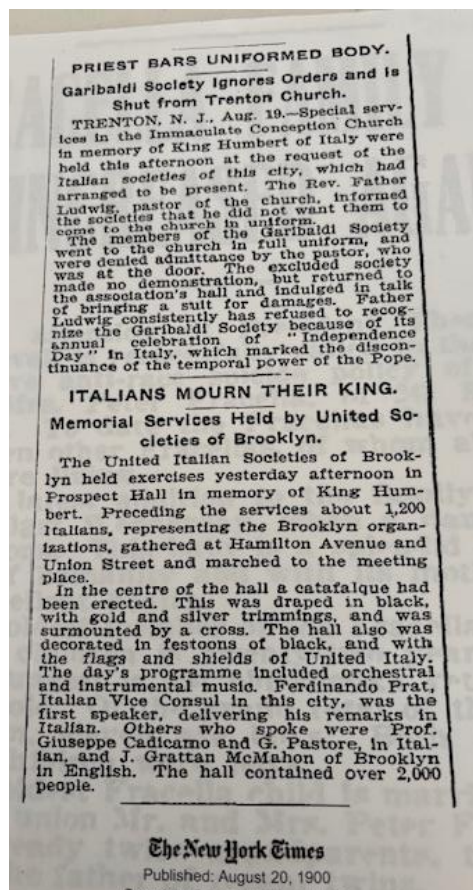 PRIEST BARS UNIFORMED BODY.
Garibaldi Society Ignores Orders and Is
Shut from Trenton Church.
TRENTON, N. J., Aug. 19.—Special serv-
ices in the Immaculate Conception Church
in memory of King Humbert of Italy were
held this afternoon at the request of the
Italian societies of this city, which had
arranged to be present. The Rev. Father
Ludwig, pastor of the church, informed
the societies that he did not want them to
come to the church in uniform.
The members of the Garibaldi Society
went to the church in full uniform, and
were denied admittance by the pastor, who
was at the door. The excluded society
made no demonstration, but returned to
the association's hall and indulged in talk
of bringing a suit for damages. Father
Ludwig consistently has refused to recog-
nize the Garibaldi Society because of its
annual celebration of "Independence
Day" in Italy, which marked the discon-
tinuance of the temporal power of the Pope.
ITALIANS MOURN THEIR KING.
Memorial Services Held by United So-
cieties of Brooklyn.
The United Italian Societies of Brook-
lyn held exercises yesterday afternoon in
Prospect Hall in memory of King Hum-
bert. Preceding the services about 1,200
Italians, representing the Brooklyn organ-
izations, gathered at Hamilton Avenue and
Union Street and marched to the meeting
place.
In the centre of the hall a catafalque had
been erected. This was draped in black,
with gold and silver trimmings, and was
surmounted by a cross. The hall also was
decorated in festoons of black, and with
the flags and shields of United Italy.
The day's programme included orchestral
and instrumental music. Ferdinando Prat,
Italian Vice Consul in this city, was the
first speaker, delivering his remarks in
Italian. Others who spoke were Prof.
Giuseppe Cadicamo and G. Pastore, in Ital-
ian, and J. Grattan McMahon of Brooklyn
in English. The hall contained over 2,000
people.
The New York Times
Published: August 20, 1900